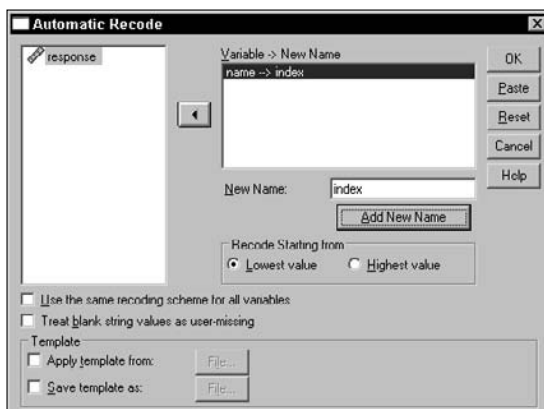 Automatic Recode
response
Variable -> New Name
name --> index
OK
Paste
Reset
Cancel
Help
New Name:
index
Add New Name
Recode Starting from
Lowest value
Highest value
Use the same recoding scheme for all variables
Treat blank string values as user-missing
Template
Apply template from:
File...
Save template as:
File...